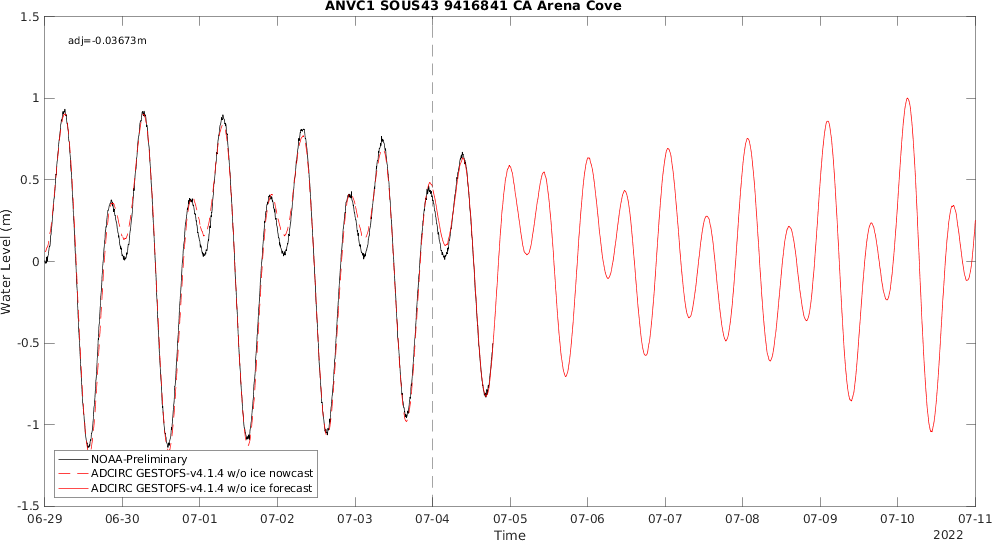 ANVC1 SOUS43 9416841 CA Arena Cove
adj=-0.03673m
Water Level (m)
1.5
1
0.5
0
-0.5
-1
-1.5
NOAA-Preliminary
ADCIRC GESTOFS-v4.1.4 w/o ice nowcast
ADCIRC GESTOFS-v4.1.4 w/o ice forecast
06-29 06-30 07-01 07-02 07-03 07-04 07-05 07-06 07-07 07-08 07-09 07-10 07-11
Time
2022